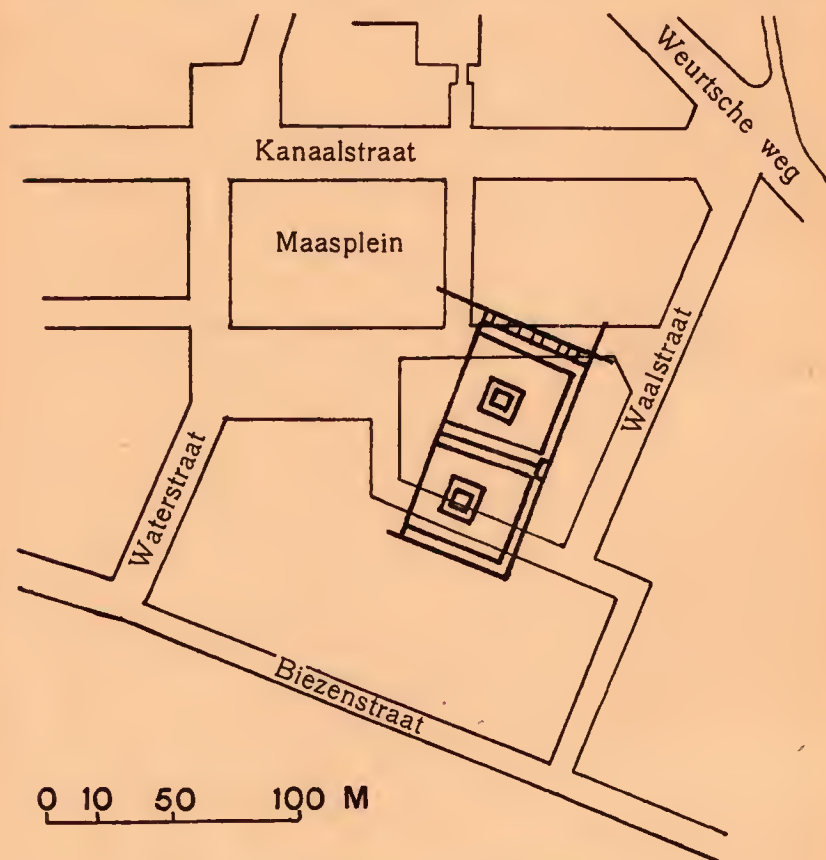 Weurtsche weg
Kanaalstraat
Maasplein
Waalstraat
Waterstraat
Biezenstraat
0 10 50 100 M